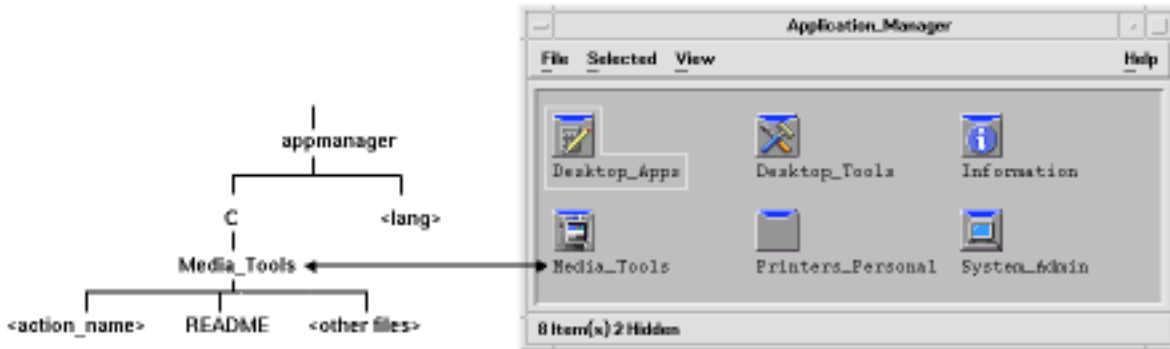 Application_Manager
File Selected View Help
appmanager
Desktop_Apps Desktop_Tools Information
C <lang>
Media_Tools
Media_Tools Printers_Personal System_Admin
<action_name> README <other files>
8 Item(s) 2 Hidden